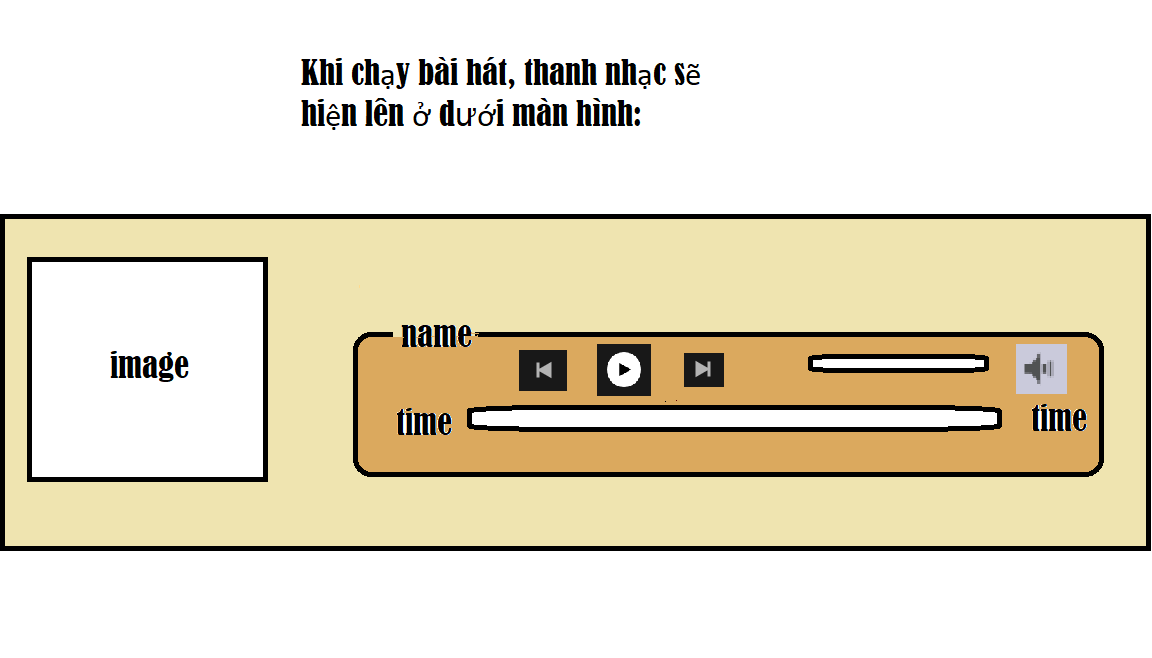 Khi chạy bài hát, thanh nhạc sẽ
hiện lên ở dưới màn hình:
image
name
time
time